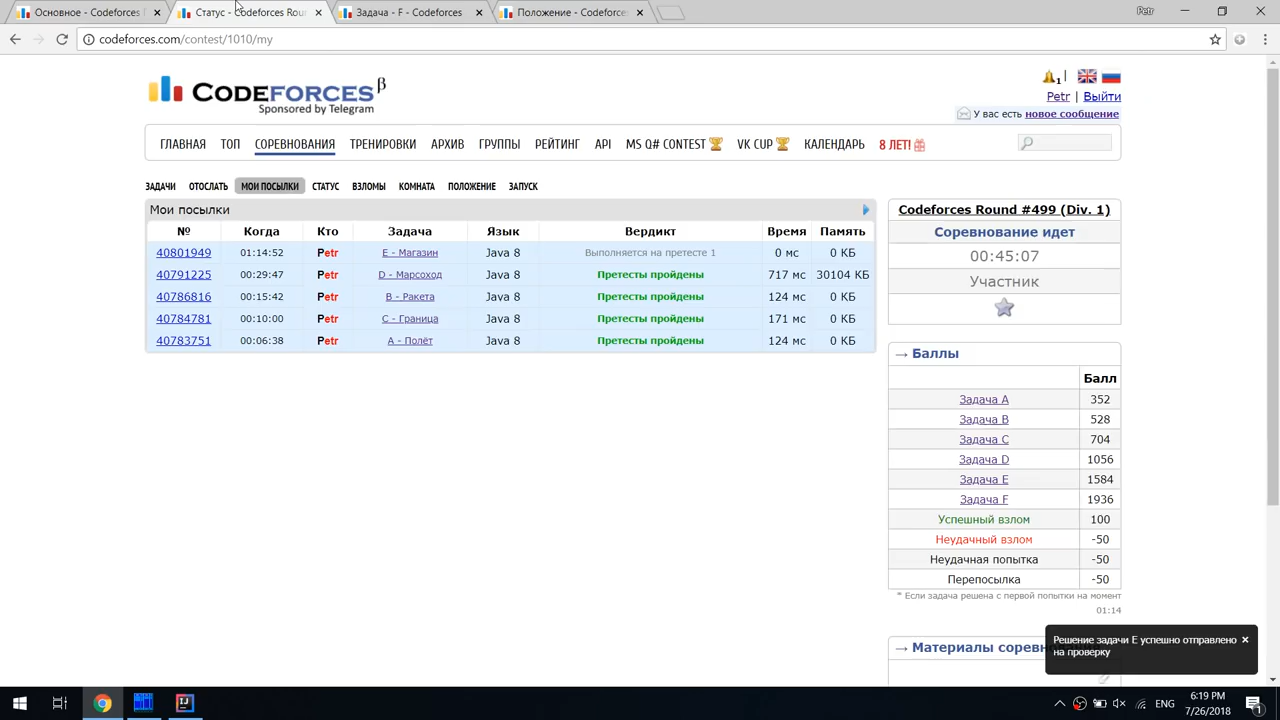 Основное - Codeforces
Статус - Codeforces Rou
Задача - F - Codeforces
Положение - Codeforces
Petr
codeforces.com/contest/1010/my
CODEFORCES β
Sponsored by Telegram
1
Petr | Выйти
У вас есть новое сообщение
ГЛАВНАЯ ТОП СОРЕВНОВАНИЯ ТРЕНИРОВКИ АРХИВ ГРУППЫ РЕЙТИНГ API MS Q# CONTEST VK CUP КАЛЕНДАРЬ 8 ЛЕТ!
ЗАДАЧИ ОТОСЛАТЬ МОИ ПОСЫЛКИ СТАТУС ВЗЛОМЫ КОМНАТА ПОЛОЖЕНИЕ ЗАПУСК
Мои посылки
№ Когда Кто Задача Язык Вердикт Время Память
40801949 01:14:52 Petr E - Магазин Java 8 Выполняется на претесте 1 0 мс 0 КБ
40791225 00:29:47 Petr D - Марсоход Java 8 Претесты пройдены 717 мс 30104 КБ
40786816 00:15:42 Petr B - Ракета Java 8 Претесты пройдены 124 мс 0 КБ
40784781 00:10:00 Petr C - Граница Java 8 Претесты пройдены 171 мс 0 КБ
40783751 00:06:38 Petr A - Полёт Java 8 Претесты пройдены 124 мс 0 КБ
Codeforces Round #499 (Div. 1)
Соревнование идет
00:45:07
Участник
→ Баллы
Балл
Задача A 352
Задача B 528
Задача C 704
Задача D 1056
Задача E 1584
Задача F 1936
Успешный взлом 100
Неудачный взлом -50
Неудачная попытка -50
Перепосылка -50
* Если задача решена с первой попытки на момент
01:14
→ Материалы соревн
Решение задачи E успешно отправлено ×
на проверку
ENG
6:19 PM
7/26/2018
1